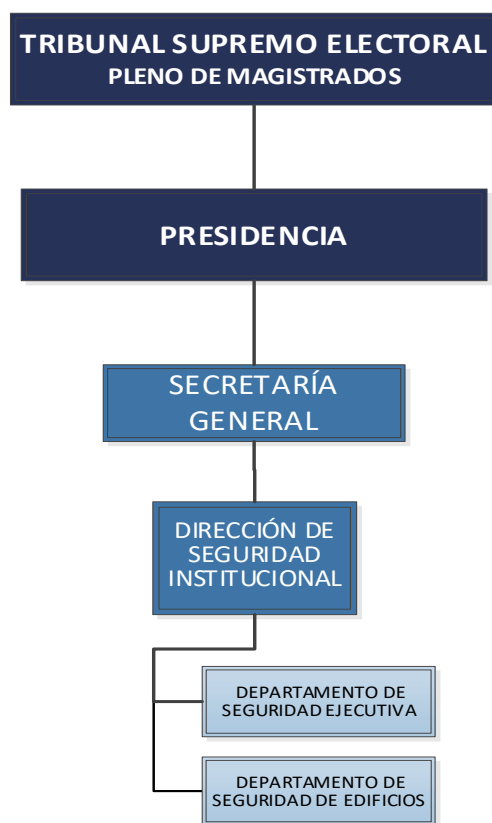 TRIBUNAL SUPREMO ELECTORAL
PLENO DE MAGISTRADOS
PRESIDENCIA
SECRETARÍA
GENERAL
DIRECCIÓN DE
SEGURIDAD
INSTITUCIONAL
DEPARTAMENTO DE
SEGURIDAD EJECUTIVA
DEPARTAMENTO DE
SEGURIDAD DE EDIFICIOS